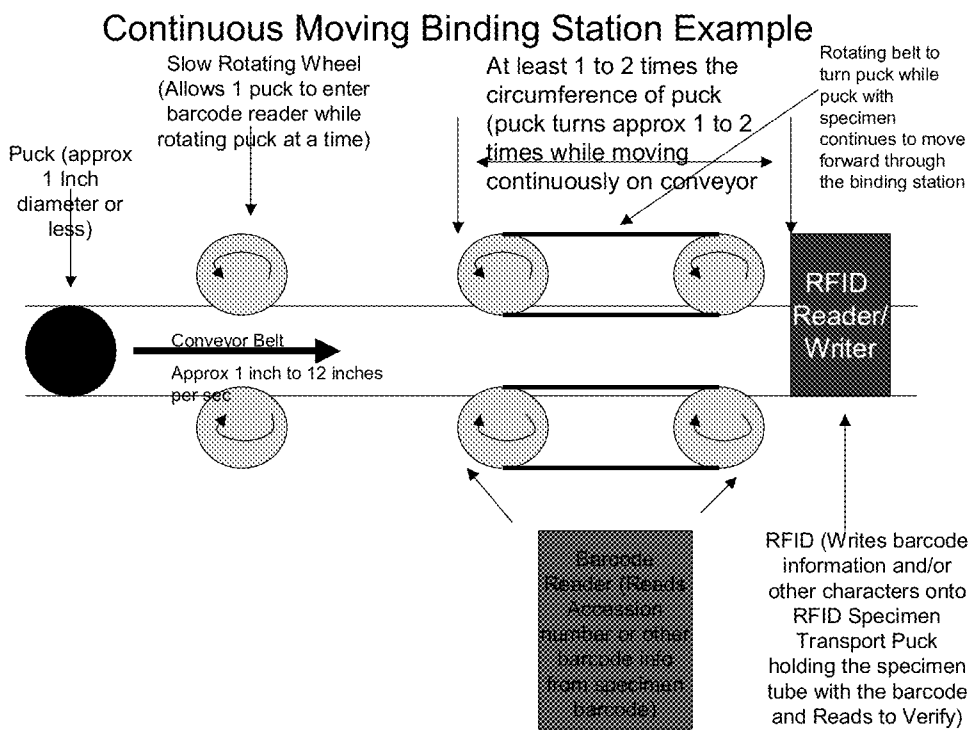 Continuous Moving Binding Station Example
Slow Rotating Wheel
(Allows 1 puck to enter
barcode reader while
rotating puck at a time)
At least 1 to 2 times the
circumference of puck
(puck turns approx 1 to 2
times while moving
continuously on conveyor
Rotating belt to
turn puck while
puck with
specimen
continues to move
forward through
the binding station
Puck (approx
1 Inch
diameter or
less)
RFID
Reader/
Writer
Conveyor Belt
Approx 1 inch to 12 inches
per sec
Barcode
Reader (Reads
Accession
number or other
barcode info
from specimen
barcode)
RFID (Writes barcode
information and/or
other characters onto
RFID Specimen
Transport Puck
holding the specimen
tube with the barcode
and Reads to Verify)